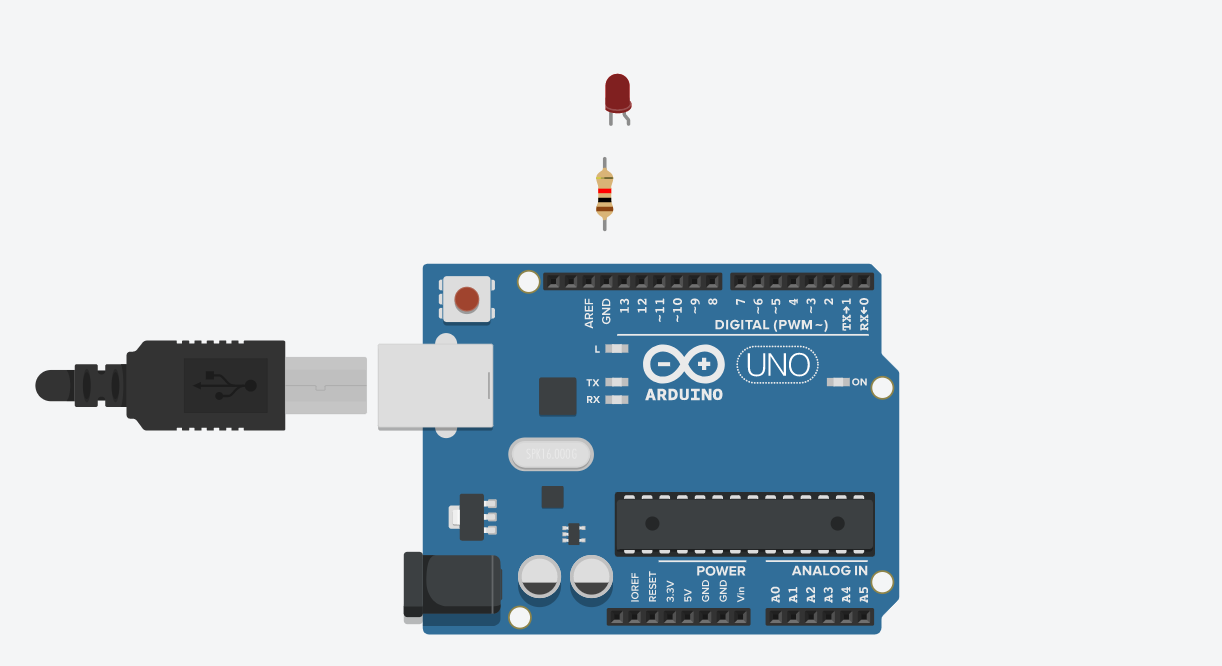 AREF
GND
13
12
~11
~10
~9
8
7
~6
~5
4
~3
2
TX→1
RX←0
DIGITAL (PWM~)
L
TX
RX
ARDUINO
UNO
ON
SPK16.000G
POWER
ANALOG IN
IOREF
RESET
3.3V
5V
GND
GND
Vin
A0
A1
A2
A3
A4
A5